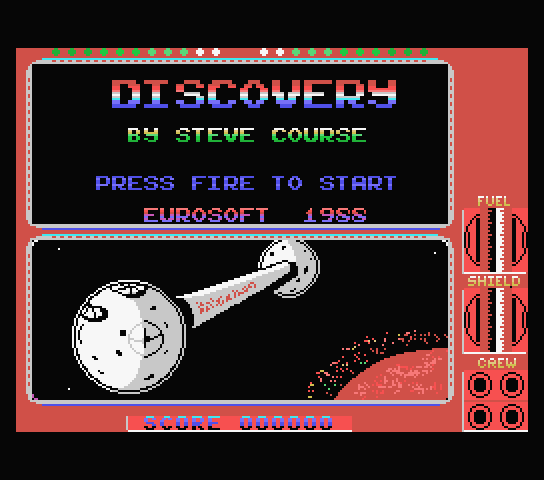 DISCOVERY
BY STEVE COURSE
PRESS FIRE TO START
EUROSOFT 1988
FUEL
SHIELD
CREW
SCORE 000000